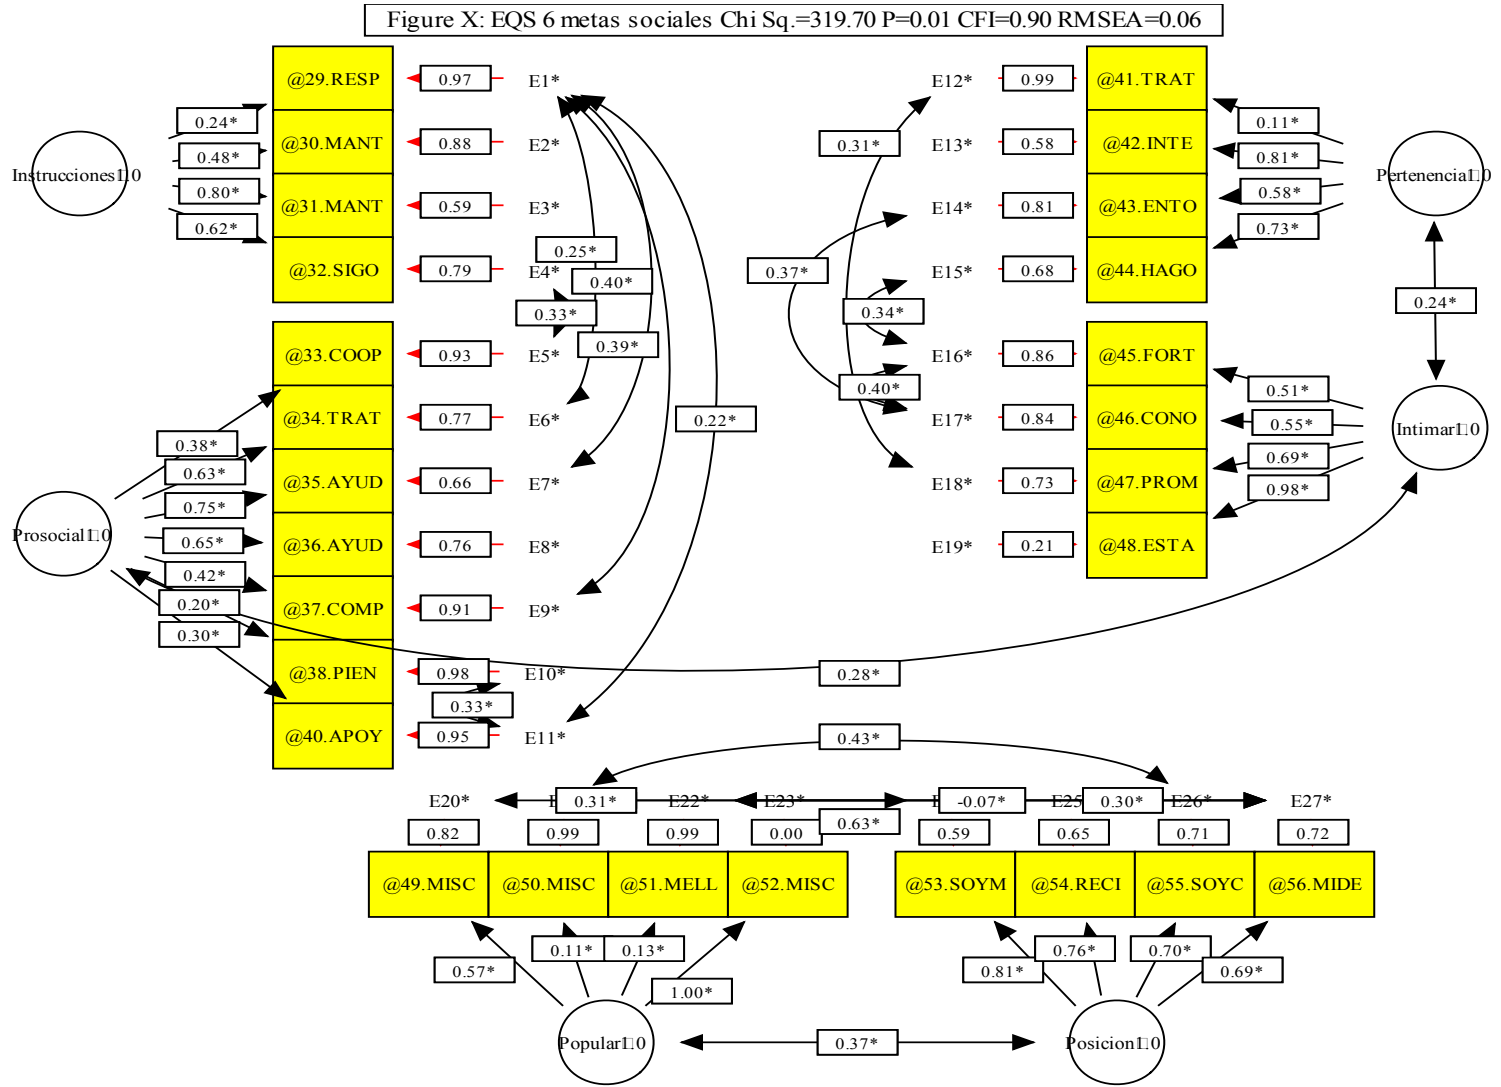 Figure X: EQS 6 metas sociales Chi Sq.=319.70 P=0.01 CFI=0.90 RMSEA=0.06
@29.RESP 0.97 E1*
@30.MANT 0.88 E2*
@31.MANT 0.59 E3*
@32.SIGO 0.79 E4*
0.24*
0.48*
0.80*
0.62*
Instrucciones
@33.COOP 0.93 E5*
@34.TRAT 0.77 E6*
@35.AYUD 0.66 E7*
@36.AYUD 0.76 E8*
@37.COMP 0.91 E9*
@38.PIEN 0.98 E10*
@40.APOY 0.95 E11*
0.38*
0.63*
0.75*
0.65*
0.42*
0.20*
0.30*
Prosocial
0.25*
0.40*
0.33*
0.39*
0.22*
0.33*
E12* 0.99 @41.TRAT
E13* 0.58 @42.INTE
E14* 0.81 @43.ENTO
E15* 0.68 @44.HAGO
0.11*
0.81*
0.58*
0.73*
Pertenencia
0.31*
0.37*
0.34*
0.40*
0.24*
E16* 0.86 @45.FORT
E17* 0.84 @46.CONO
E18* 0.73 @47.PROM
E19* 0.21 @48.ESTA
0.51*
0.55*
0.69*
0.98*
Intimar
0.28*
0.43*
E20* 0.31* E22* E23* -0.07* E25 0.30* E26* E27*
0.63*
0.82 0.99 0.99 0.00 0.59 0.65 0.71 0.72
@49.MISC @50.MISC @51.MELL @52.MISC @53.SOYM @54.RECI @55.SOYC @56.MIDE
0.57* 0.11* 0.13* 1.00* 0.81* 0.76* 0.70* 0.69*
Popular 0.37* Posicion